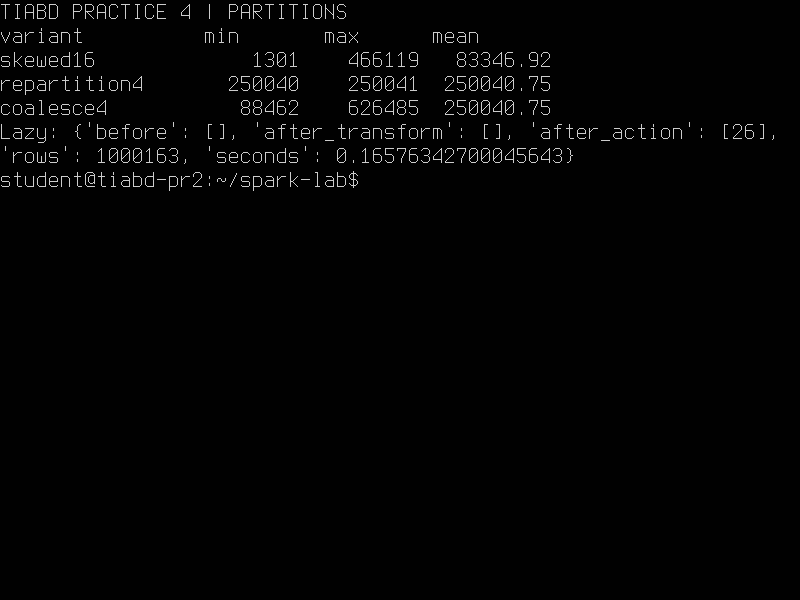 TIABD PRACTICE 4 | PARTITIONS
variant          min       max      mean
skewed16             1301    466119   83346.92
repartition4       250040    250041  250040.75
coalesce4           88462    626485  250040.75
Lazy: {'before': [], 'after_transform': [], 'after_action': [26],
'rows': 1000163, 'seconds': 0.16576342700045643}
student@tiabd-pr2:~/spark-lab$